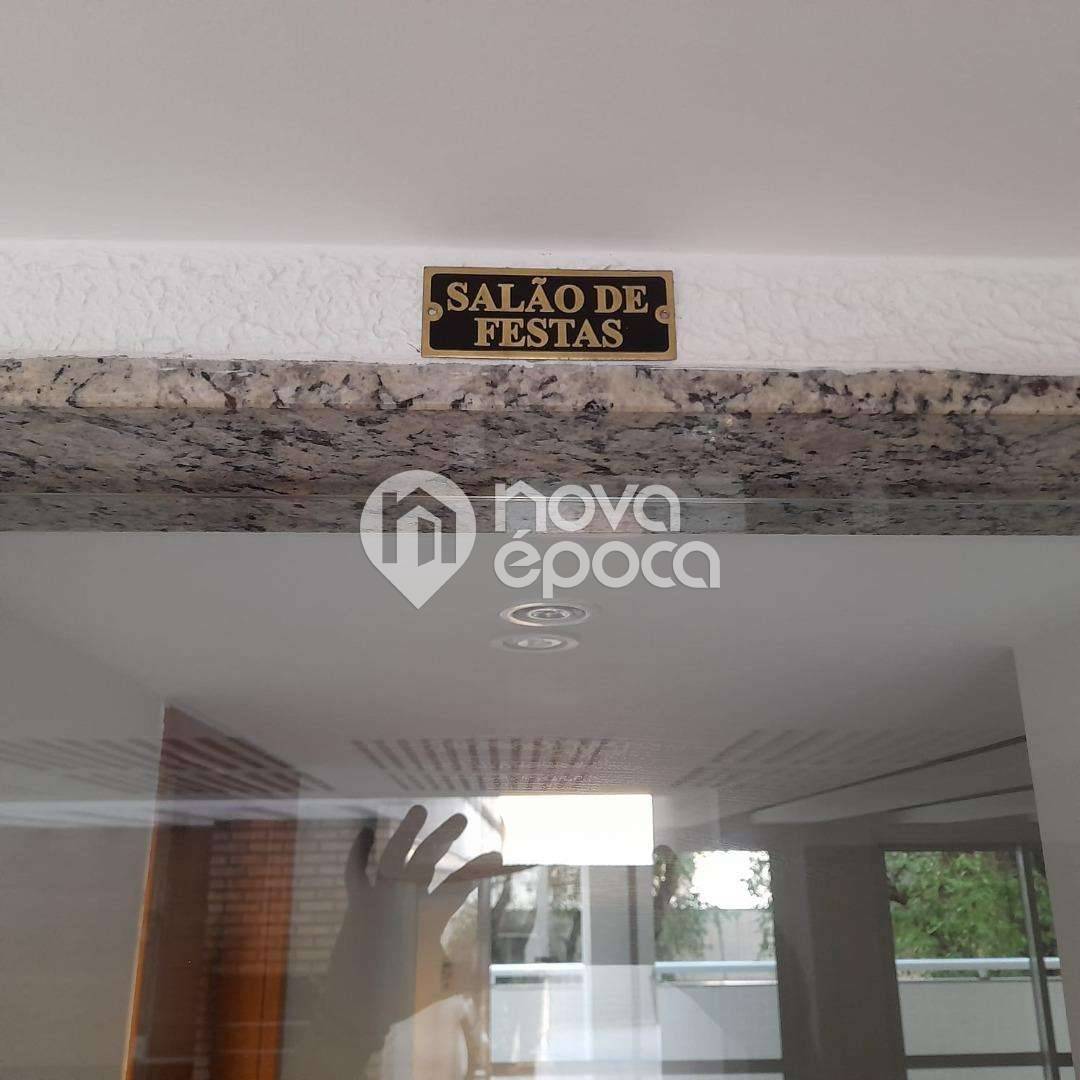 SALÃO DE
FESTAS
nova
época